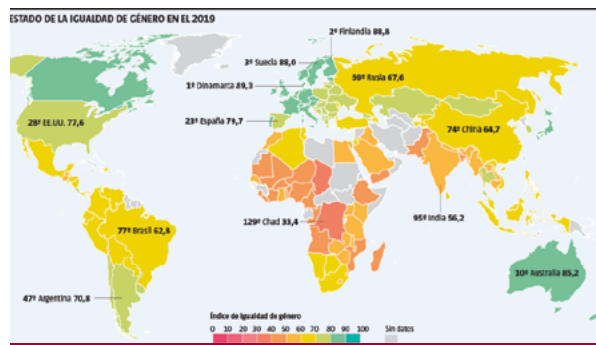 ESTADO DE LA IGUALDAD DE GÉNERO EN EL 2019
2º Finlandia 88,8
3º Suecia 88,0
1º Dinamarca 89,3
59º Rusia 67,6
28º EE.UU. 77,6
23º España 79,7
74º China 64,7
129º Chad 33,4
95º India 56,2
77º Brasil 62,8
10º Australia 85,2
47º Argentina 70,8
Índice de igualdad de género
0 10 20 30 40 50 60 70 80 90 100
Sin datos